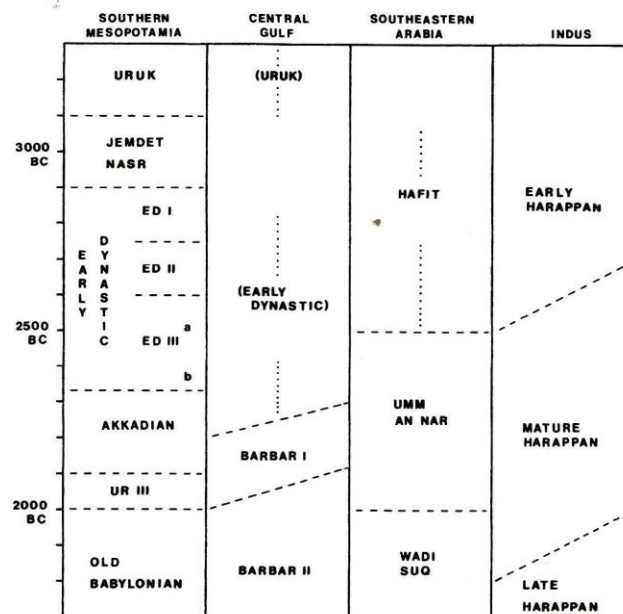 SOUTHERN
MESOPOTAMIA
CENTRAL
GULF
SOUTHEASTERN
ARABIA
INDUS
URUK
(URUK)
3000
BC
JEMDET
NASR
HAFIT
EARLY
HARAPPAN
ED I
EARLY
DYNASTIC
ED II
(EARLY
DYNASTIC)
2500
BC
a
ED III
b
AKKADIAN
UMM
AN NAR
MATURE
HARAPPAN
BARBAR I
UR III
2000
BC
OLD
BABYLONIAN
BARBAR II
WADI
SUQ
LATE
HARAPPAN